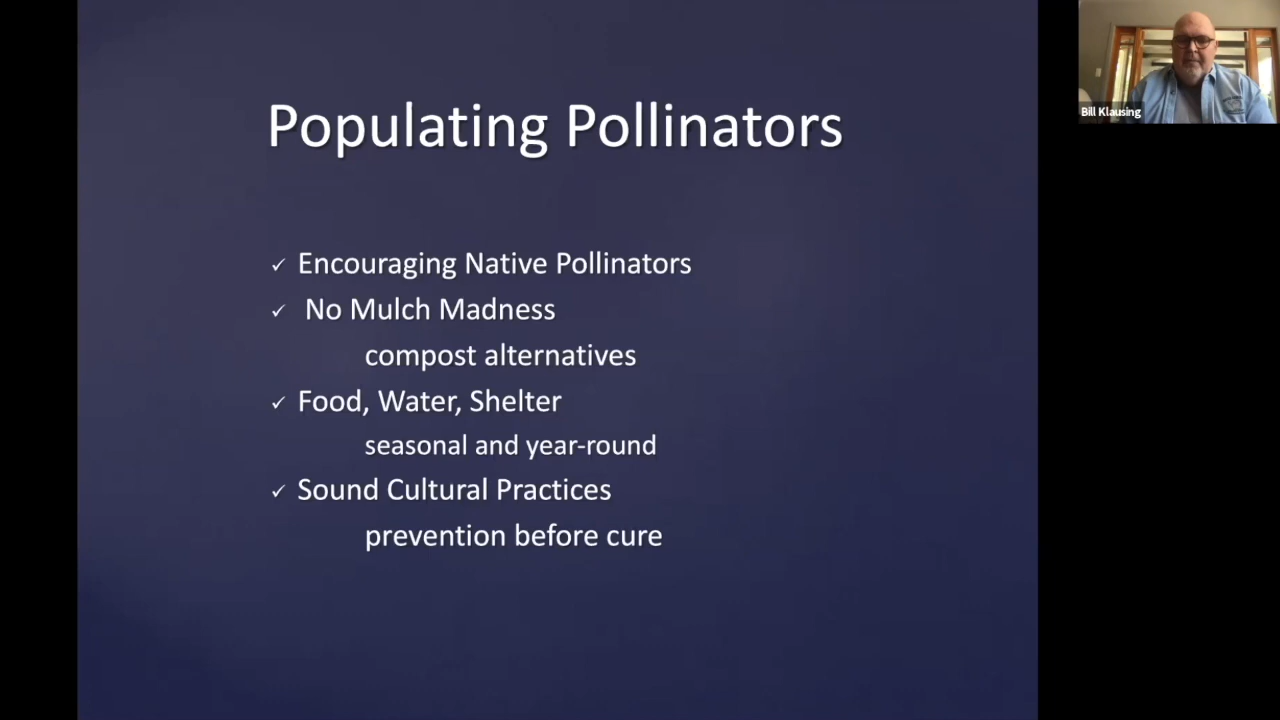 Populating Pollinators
✓ Encouraging Native Pollinators
✓ No Mulch Madness
compost alternatives
✓ Food, Water, Shelter
seasonal and year-round
✓ Sound Cultural Practices
prevention before cure
Bill Klausing